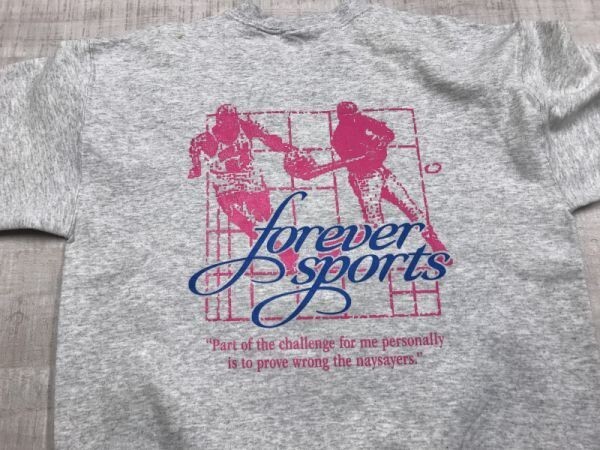 forever
sports
"Part of the challenge for me personally
is to prove wrong the naysayers."